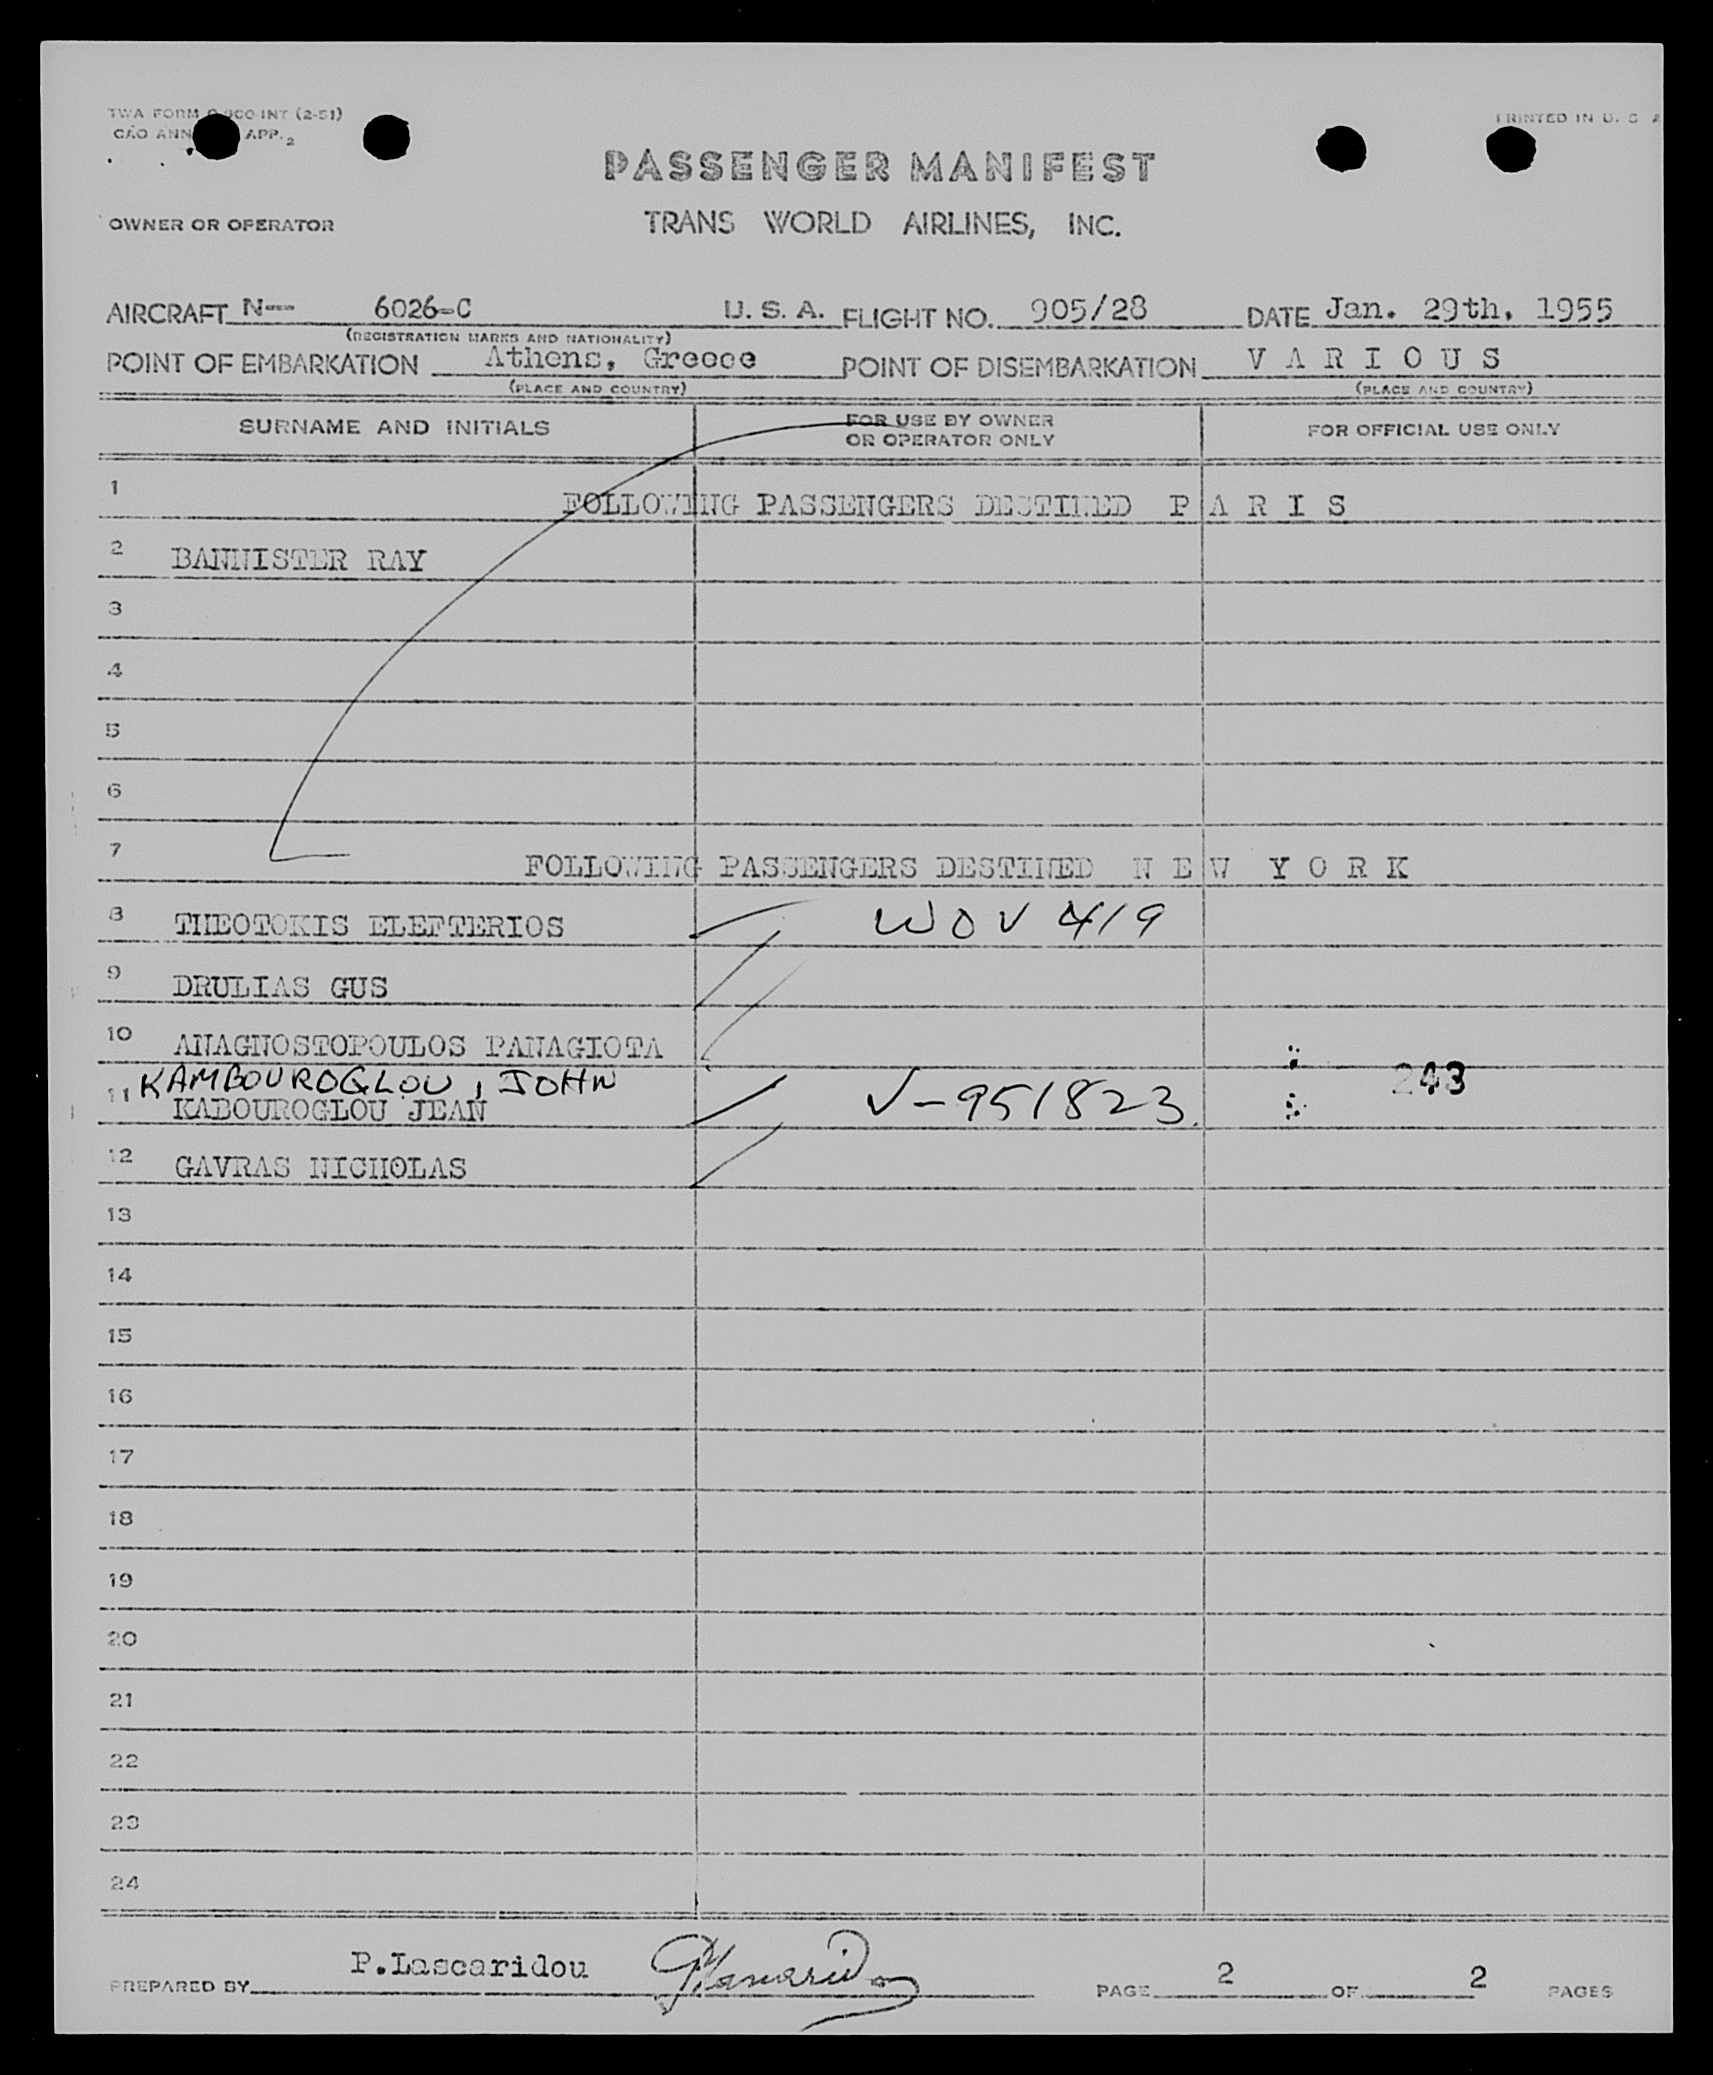 TWA FORM
CAO ANN APP. 2
PRINTED IN U. S. A
PASSENGER MANIFEST
OWNER OR OPERATOR
TRANS WORLD AIRLINES, INC.
AIRCRAFT N-- 6026-C U. S. A. FLIGHT NO. 905/28 DATE Jan. 29th, 1955
(REGISTRATION MARKS AND NATIONALITY)
POINT OF EMBARKATION Athens, Greece POINT OF DISEMBARKATION V A R I O U S
(PLACE AND COUNTRY) (PLACE AND COUNTRY)
SURNAME AND INITIALS FOR USE BY OWNER OR OPERATOR ONLY FOR OFFICIAL USE ONLY
1 FOLLOWING PASSENGERS DESTINED P A R I S
2 BANNISTER RAY
3
4
5
6
7 FOLLOWING PASSENGERS DESTINED N E W Y O R K
8 THEOTOKIS ELEFTERIOS WOV 419
9 DRULIAS GUS
10 ANAGNOSTOPOULOS PANAGIOTA
KAMBOUROGLOU, JOHN
11 KABOUROGLOU JEAN V-951823 243
12 GAVRAS NICHOLAS
13
14
15
16
17
18
19
20
21
22
23
24
PREPARED BY P.Lascaridou PAGE 2 OF 2 PAGES